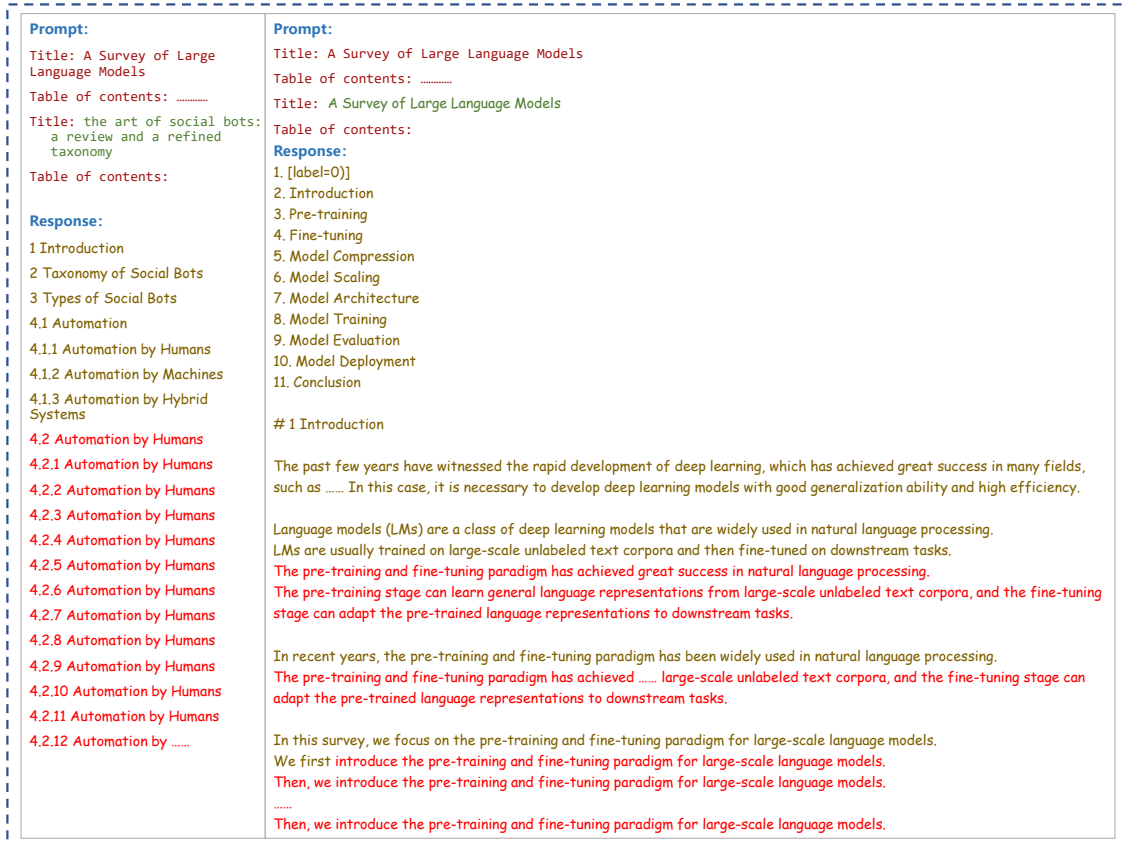 Prompt:
Title: A Survey of Large
Language Models
Table of contents: …………
Title: the art of social bots:
a review and a refined
taxonomy
Table of contents:
Response:
1 Introduction
2 Taxonomy of Social Bots
3 Types of Social Bots
4.1 Automation
4.1.1 Automation by Humans
4.1.2 Automation by Machines
4.1.3 Automation by Hybrid
Systems
4.2 Automation by Humans
4.2.1 Automation by Humans
4.2.2 Automation by Humans
4.2.3 Automation by Humans
4.2.4 Automation by Humans
4.2.5 Automation by Humans
4.2.6 Automation by Humans
4.2.7 Automation by Humans
4.2.8 Automation by Humans
4.2.9 Automation by Humans
4.2.10 Automation by Humans
4.2.11 Automation by Humans
4.2.12 Automation by ……
Prompt:
Title: A Survey of Large Language Models
Table of contents: …………
Title: A Survey of Large Language Models
Table of contents:
Response:
1. [label=0)]
2. Introduction
3. Pre-training
4. Fine-tuning
5. Model Compression
6. Model Scaling
7. Model Architecture
8. Model Training
9. Model Evaluation
10. Model Deployment
11. Conclusion
# 1 Introduction
The past few years have witnessed the rapid development of deep learning, which has achieved great success in many fields,
such as …… In this case, it is necessary to develop deep learning models with good generalization ability and high efficiency.
Language models (LMs) are a class of deep learning models that are widely used in natural language processing.
LMs are usually trained on large-scale unlabeled text corpora and then fine-tuned on downstream tasks.
The pre-training and fine-tuning paradigm has achieved great success in natural language processing.
The pre-training stage can learn general language representations from large-scale unlabeled text corpora, and the fine-tuning
stage can adapt the pre-trained language representations to downstream tasks.
In recent years, the pre-training and fine-tuning paradigm has been widely used in natural language processing.
The pre-training and fine-tuning paradigm has achieved …… large-scale unlabeled text corpora, and the fine-tuning stage can
adapt the pre-trained language representations to downstream tasks.
In this survey, we focus on the pre-training and fine-tuning paradigm for large-scale language models.
We first introduce the pre-training and fine-tuning paradigm for large-scale language models.
Then, we introduce the pre-training and fine-tuning paradigm for large-scale language models.
……
Then, we introduce the pre-training and fine-tuning paradigm for large-scale language models.